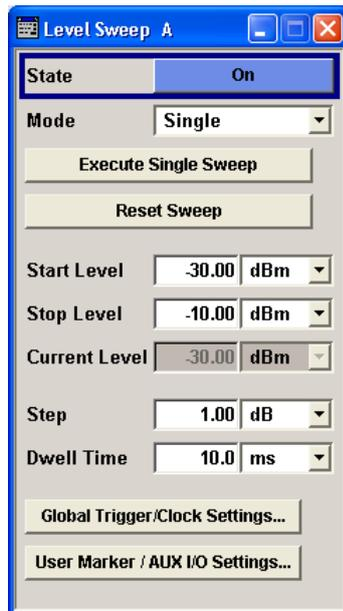 Level Sweep A
State On
Mode Single
Execute Single Sweep
Reset Sweep
Start Level -30.00 dBm
Stop Level -10.00 dBm
Current Level -30.00 dBm
Step 1.00 dB
Dwell Time 10.0 ms
Global Trigger/Clock Settings...
User Marker / AUX I/O Settings...